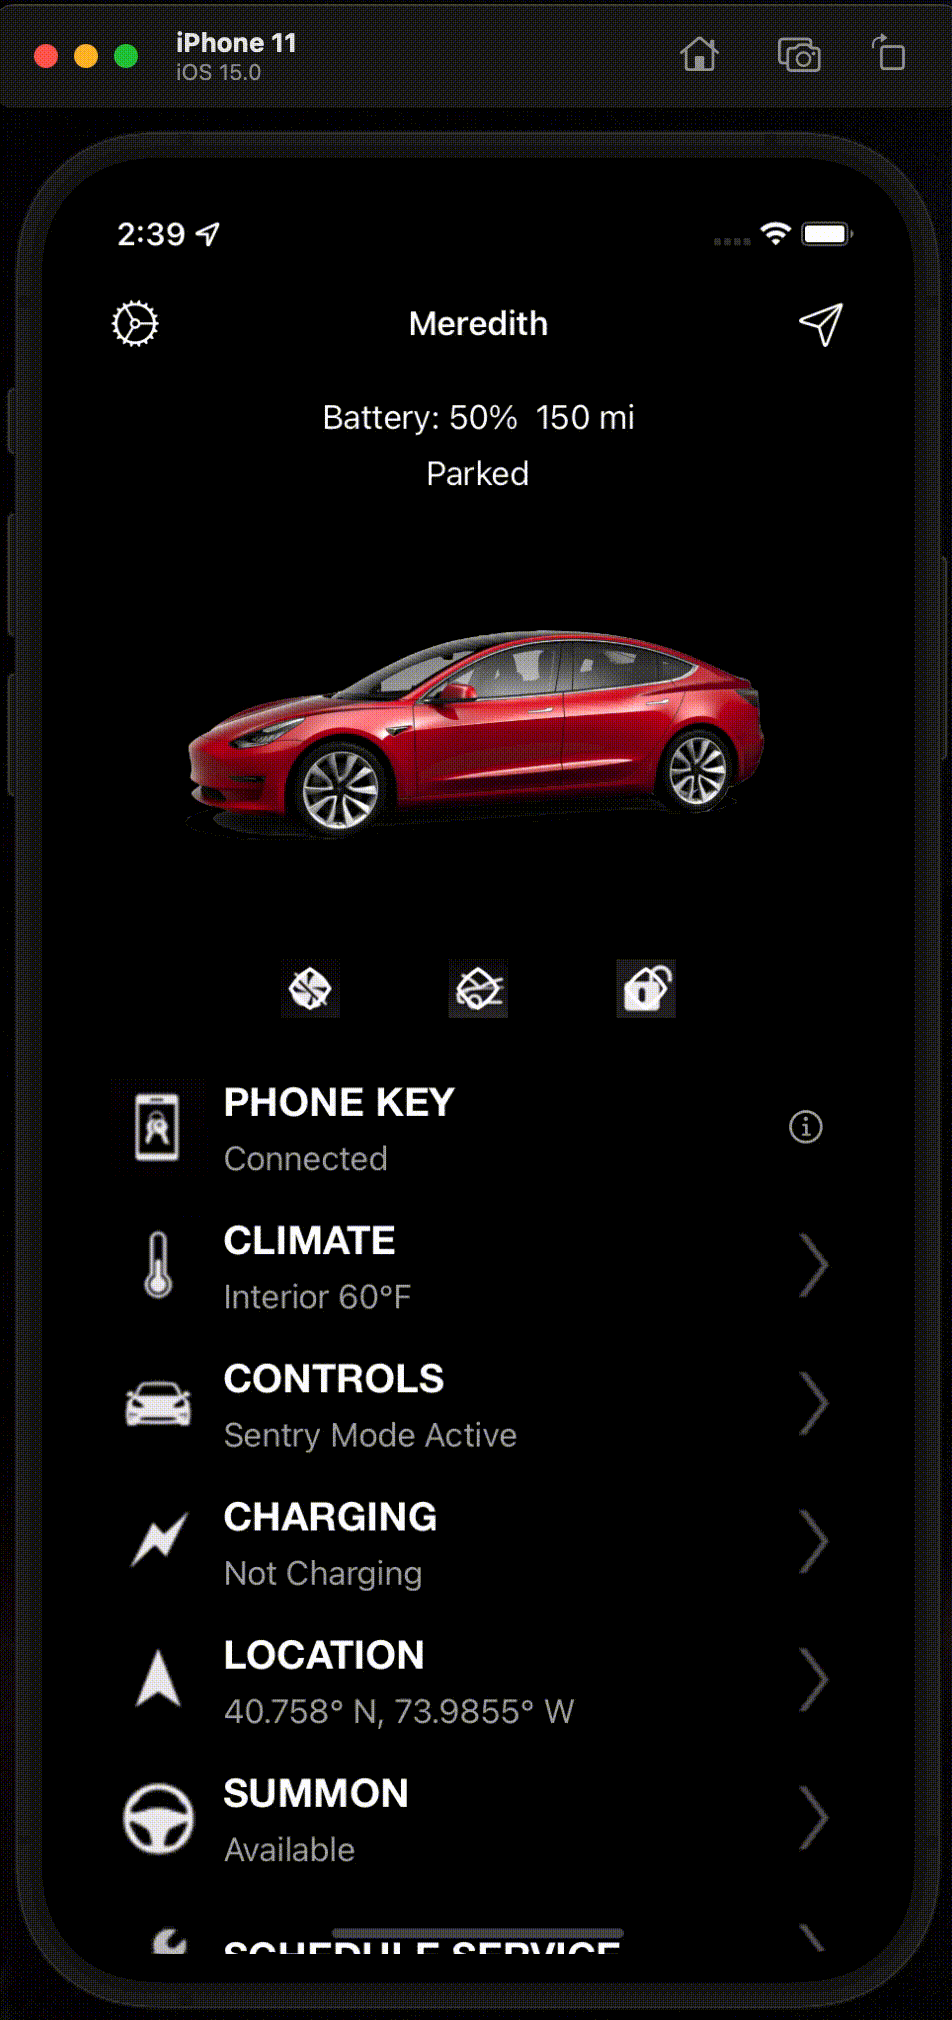 iPhone 11
iOS 15.0
2:39
Meredith
Battery: 50% 150 mi
Parked
PHONE KEY
Connected
CLIMATE
Interior 60°F
CONTROLS
Sentry Mode Active
CHARGING
Not Charging
LOCATION
40.758° N, 73.9855° W
SUMMON
Available
SCHEDULE SERVICE